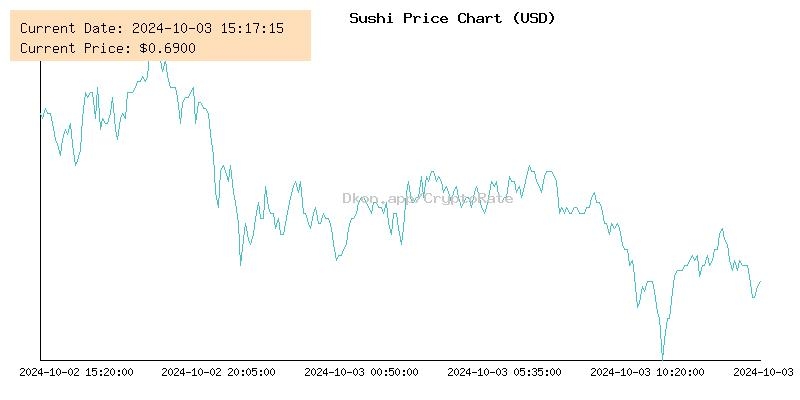 Sushi Price Chart (USD)
Current Date: 2024-10-03 15:17:15
Current Price: $0.6900
Dkon.app/CryptoRate
2024-10-02 15:20:00 2024-10-02 20:05:00 2024-10-03 00:50:00 2024-10-03 05:35:00 2024-10-03 10:20:00 2024-10-03